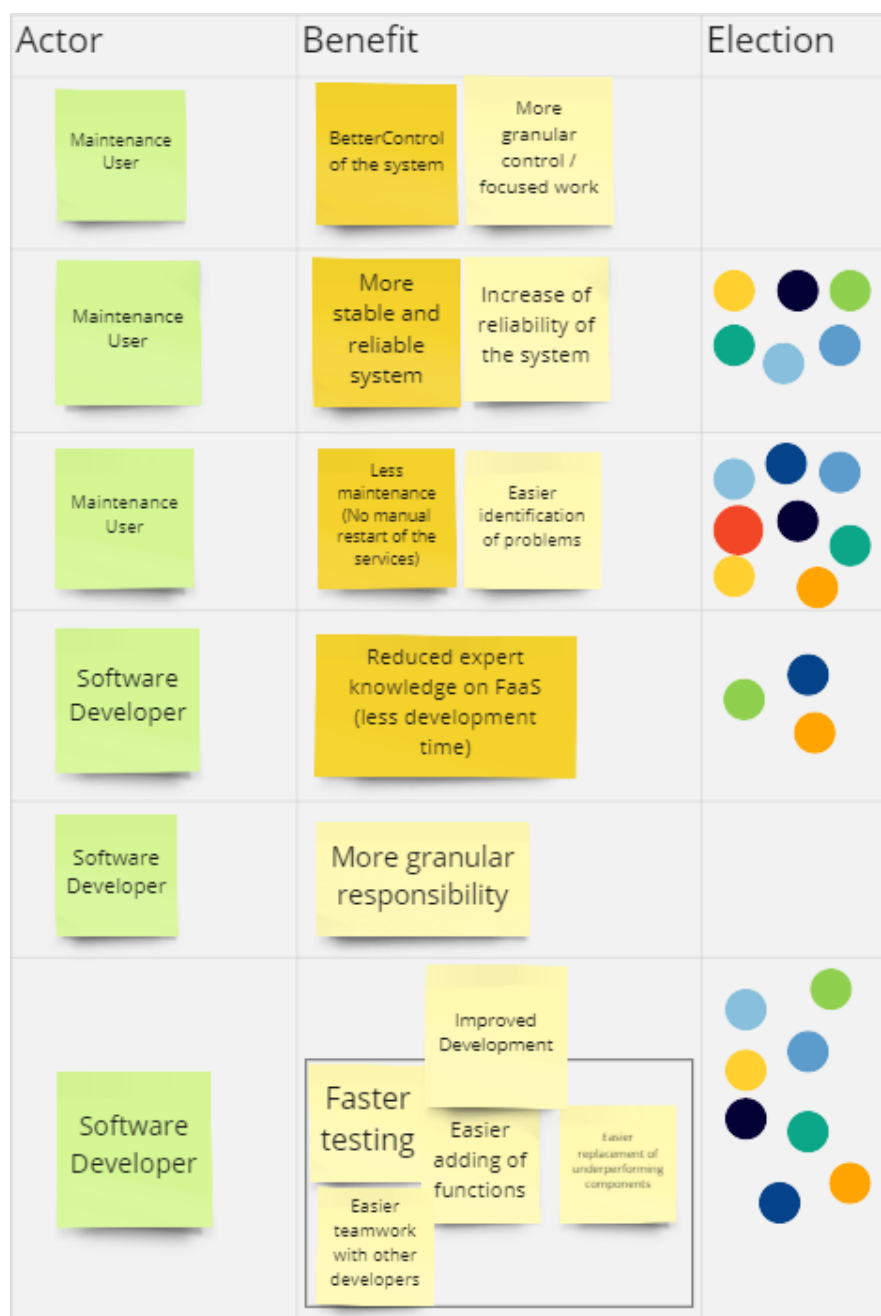 Actor
Benefit
Election
Maintenance
User
BetterControl
of the system
More
granular
control /
focused work
Maintenance
User
More
stable and
reliable
system
Increase of
reliability of
the system
Maintenance
User
Less
maintenance
(No manual
restart of the
services)
Easier
identification
of problems
Software
Developer
Reduced expert
knowledge on FaaS
(less development
time)
Software
Developer
More granular
responsibility
Software
Developer
Improved
Development
Faster
testing
Easier
adding of
functions
Easier
replacement of
underperforming
components
Easier
teamwork
with other
developers